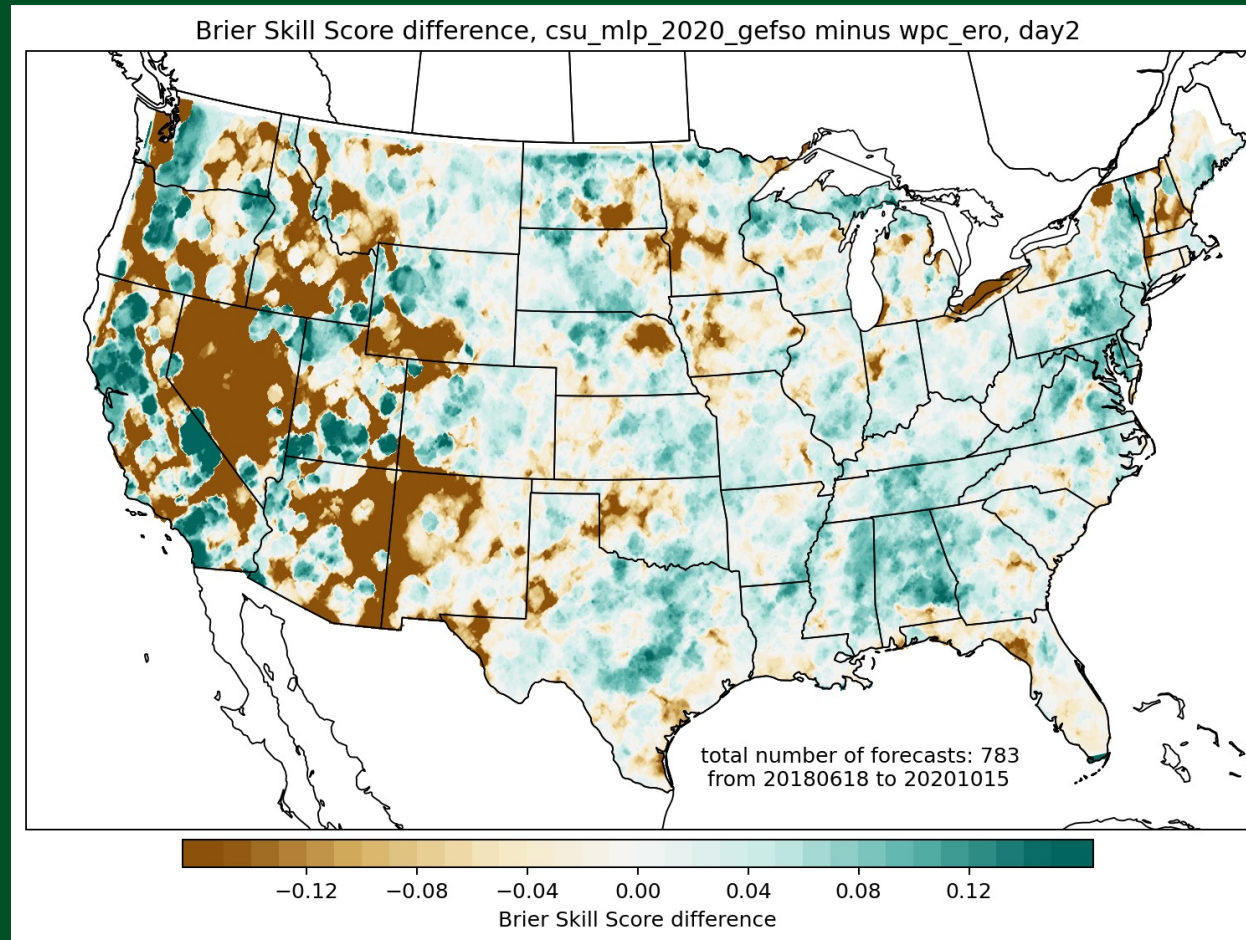 Brier Skill Score difference, csu_mlp_2020_gefso minus wpc_ero, day2
total number of forecasts: 783
from 20180618 to 20201015
−0.12 −0.08 −0.04 0.00 0.04 0.08 0.12
Brier Skill Score difference